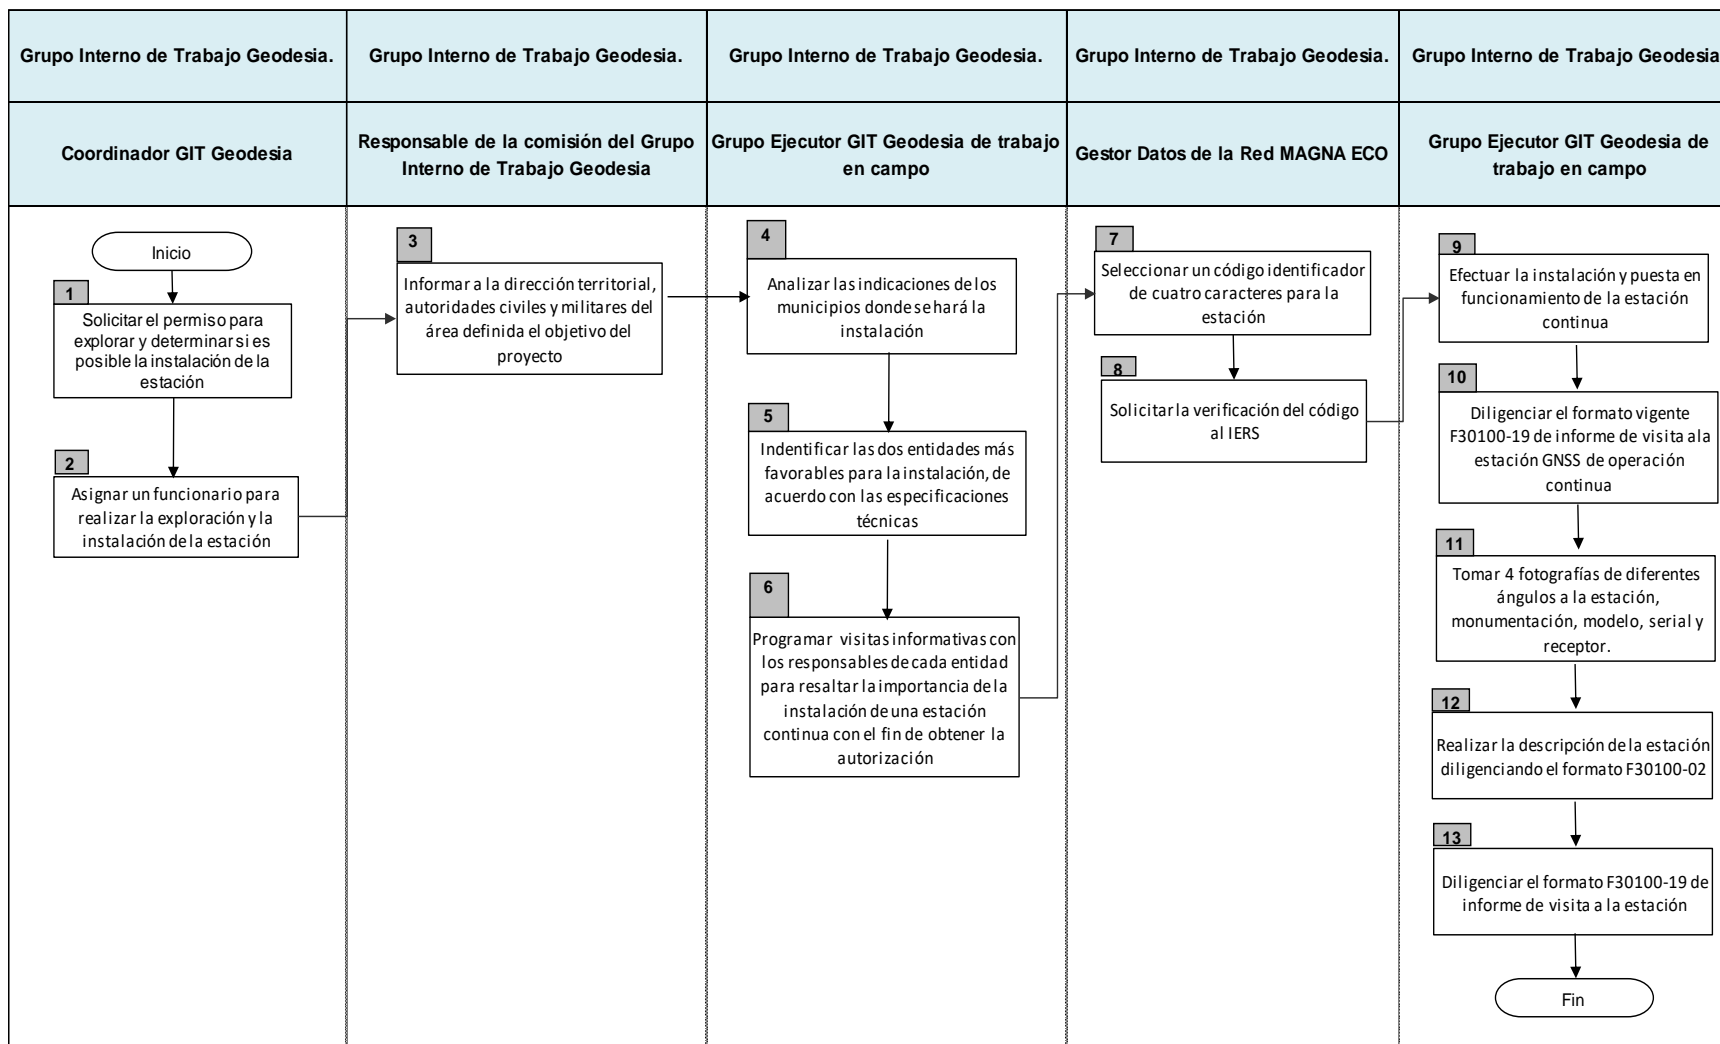 Grupo Interno de Trabajo Geodesia.
Grupo Interno de Trabajo Geodesia.
Grupo Interno de Trabajo Geodesia.
Grupo Interno de Trabajo Geodesia.
Grupo Interno de Trabajo Geodesia
Coordinador GIT Geodesia
Responsable de la comisión del Grupo
Interno de Trabajo Geodesia
Grupo Ejecutor GIT Geodesia de trabajo
en campo
Gestor Datos de la Red MAGNA ECO
Grupo Ejecutor GIT Geodesia de
trabajo en campo
Inicio
1
Solicitar el permiso para
explorar y determinar si es
posible la instalación de la
estación
2
Asignar un funcionario para
realizar la exploración y la
instalación de la estación
3
Informar a la dirección territorial,
autoridades civiles y militares del
área definida el objetivo del
proyecto
4
Analizar las indicaciones de los
municipios donde se hará la
instalación
5
Indentificar las dos entidades más
favorables para la instalación, de
acuerdo con las especificaciones
técnicas
6
Programar visitas informativas con
los responsables de cada entidad
para resaltar la importancia de la
instalación de una estación
continua con el fin de obtener la
autorización
7
Seleccionar un código identificador
de cuatro caracteres para la
estación
8
Solicitar la verificación del código
al IERS
9
Efectuar la instalación y puesta en
funcionamiento de la estación
continua
10
Diligenciar el formato vigente
F30100-19 de informe de visita a la
estación GNSS de operación
continua
11
Tomar 4 fotografías de diferentes
ángulos a la estación,
monumentación, modelo, serial y
receptor.
12
Realizar la descripción de la estación
diligenciando el formato F30100-02
13
Diligenciar el formato F30100-19 de
informe de visita a la estación
Fin